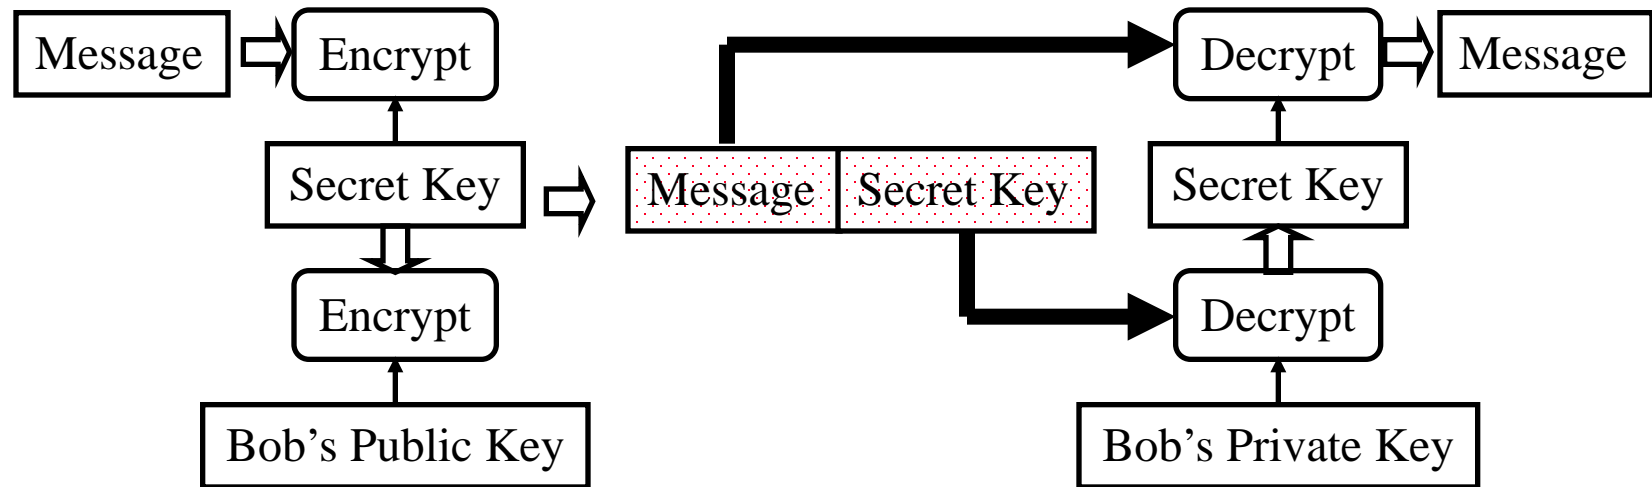 Message
Encrypt
Decrypt
Message
Secret Key
Message
Secret Key
Secret Key
Encrypt
Decrypt
Bob’s Public Key
Bob’s Private Key